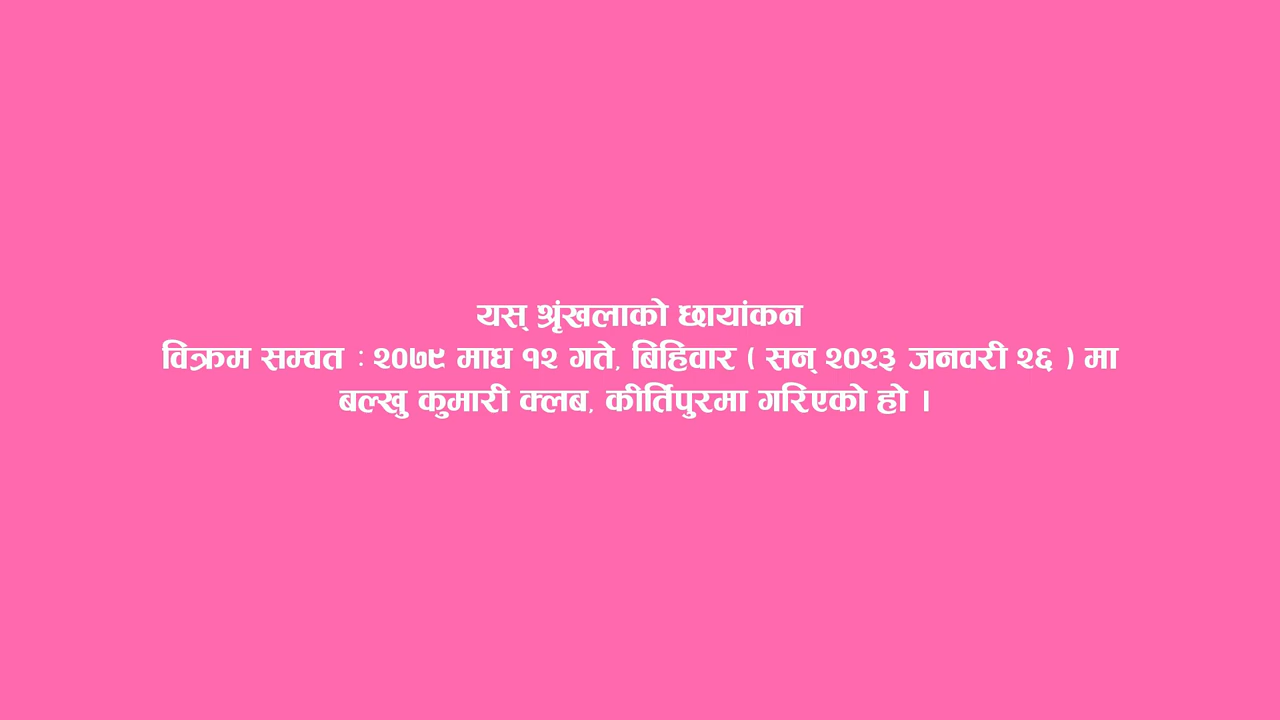 यस् श्रृंखलाको छायांकन
विक्रम सम्वत : २०७९ माध १२ गते, बिहिवार ( सन् २०२३ जनवरी २६ ) मा
बल्खु कुमारी क्लब, कीर्तिपुरमा गरिएको हो ।